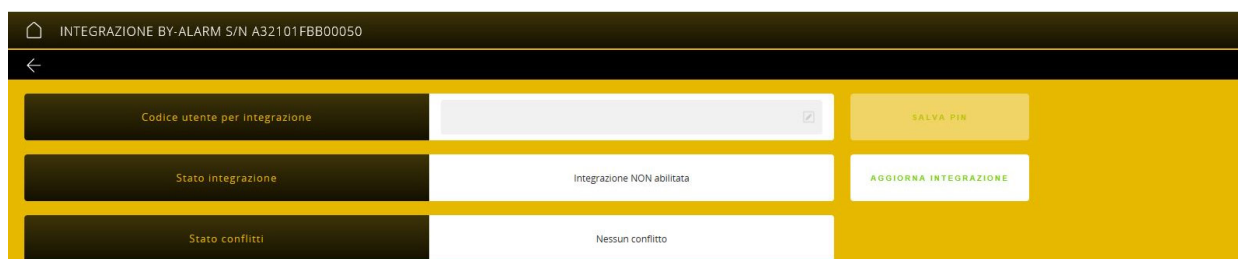 INTEGRAZIONE BY-ALARM S/N A32101FBB00050
Codice utente per integrazione
SALVA PIN
Stato integrazione
Integrazione NON abilitata
AGGIORNA INTEGRAZIONE
Stato conflitti
Nessun conflitto